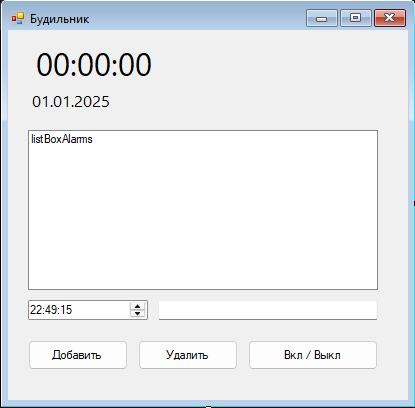 Будильник
00:00:00
01.01.2025
listBoxAlarms
22:49:15
Добавить Удалить Вкл / Выкл